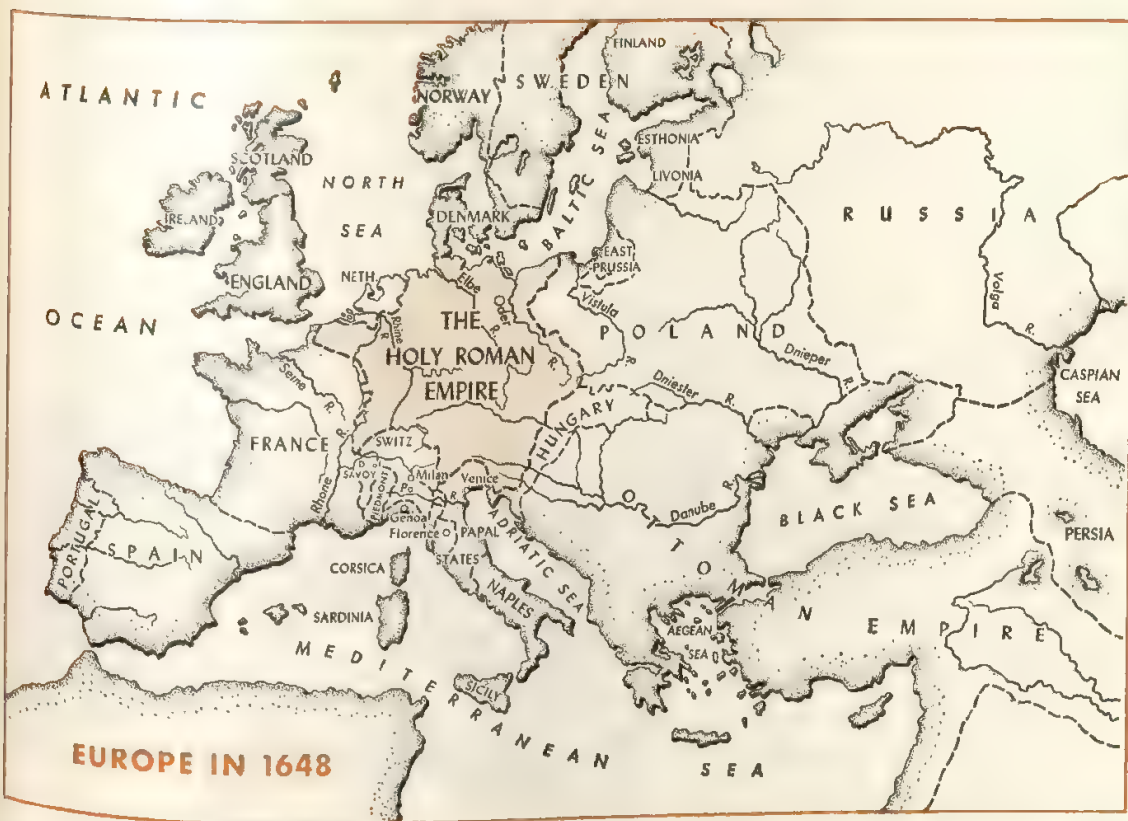 FINLAND
ATLANTIC
NORWAY
SWEDEN
SCOTLAND
ESTHONIA
LIVONIA
NORTH
SEA
IRELAND
DENMARK
BALTIC SEA
RUSSIA
EAST
PRUSSIA
ENGLAND
NETH
Elbe
Oder
R.
Vistula
R.
Volga
R.
OCEAN
THE
HOLY ROMAN
EMPIRE
Rhine
R.
POLAND
Dnieper
R.
Seine
R.
Dniester R.
CASPIAN
SEA
FRANCE
SWITZ
HUNGARY
SAVOY
PIEDMONT
Milan
Po
R.
Venice
Rhone
R.
Genoa
Florence
PAPAL
STATES
ADRIATIC SEA
Danube
R.
BLACK SEA
PORTUGAL
SPAIN
CORSICA
PERSIA
SARDINIA
NAPLES
OTTOMAN EMPIRE
AEGEAN
SEA
SICILY
MEDITERRANEAN SEA
EUROPE IN 1648